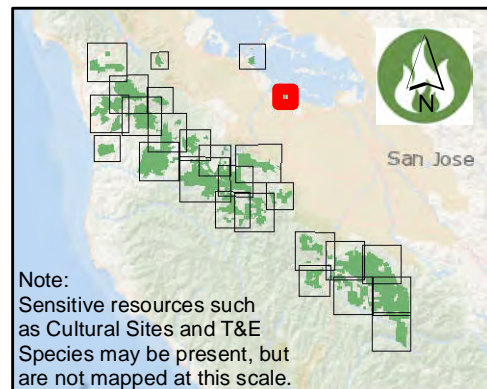 N
San Jose
Note:
Sensitive resources such
as Cultural Sites and T&E
Species may be present, but
are not mapped at this scale.